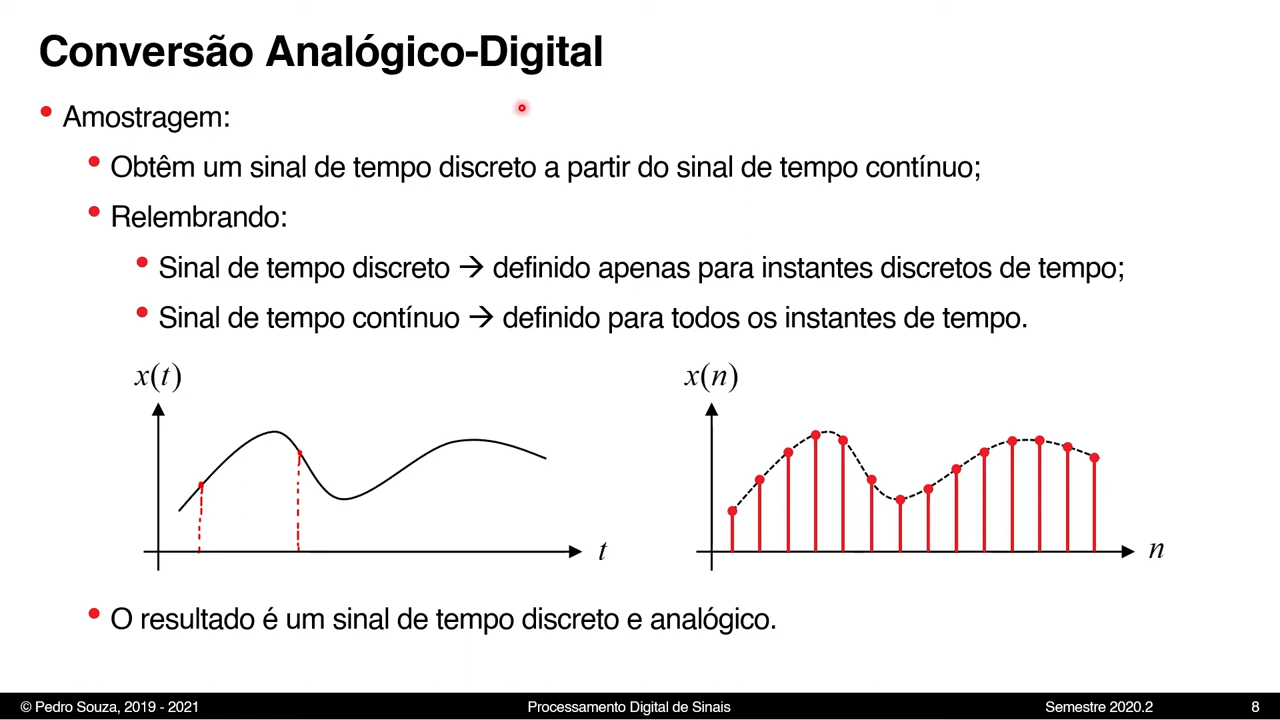 Conversão Analógico-Digital
• Amostragem:
• Obtêm um sinal de tempo discreto a partir do sinal de tempo contínuo;
• Relembrando:
• Sinal de tempo discreto → definido apenas para instantes discretos de tempo;
• Sinal de tempo contínuo → definido para todos os instantes de tempo.
x(t)
x(n)
t
n
• O resultado é um sinal de tempo discreto e analógico.
© Pedro Souza, 2019 - 2021
Processamento Digital de Sinais
Semestre 2020.2
8